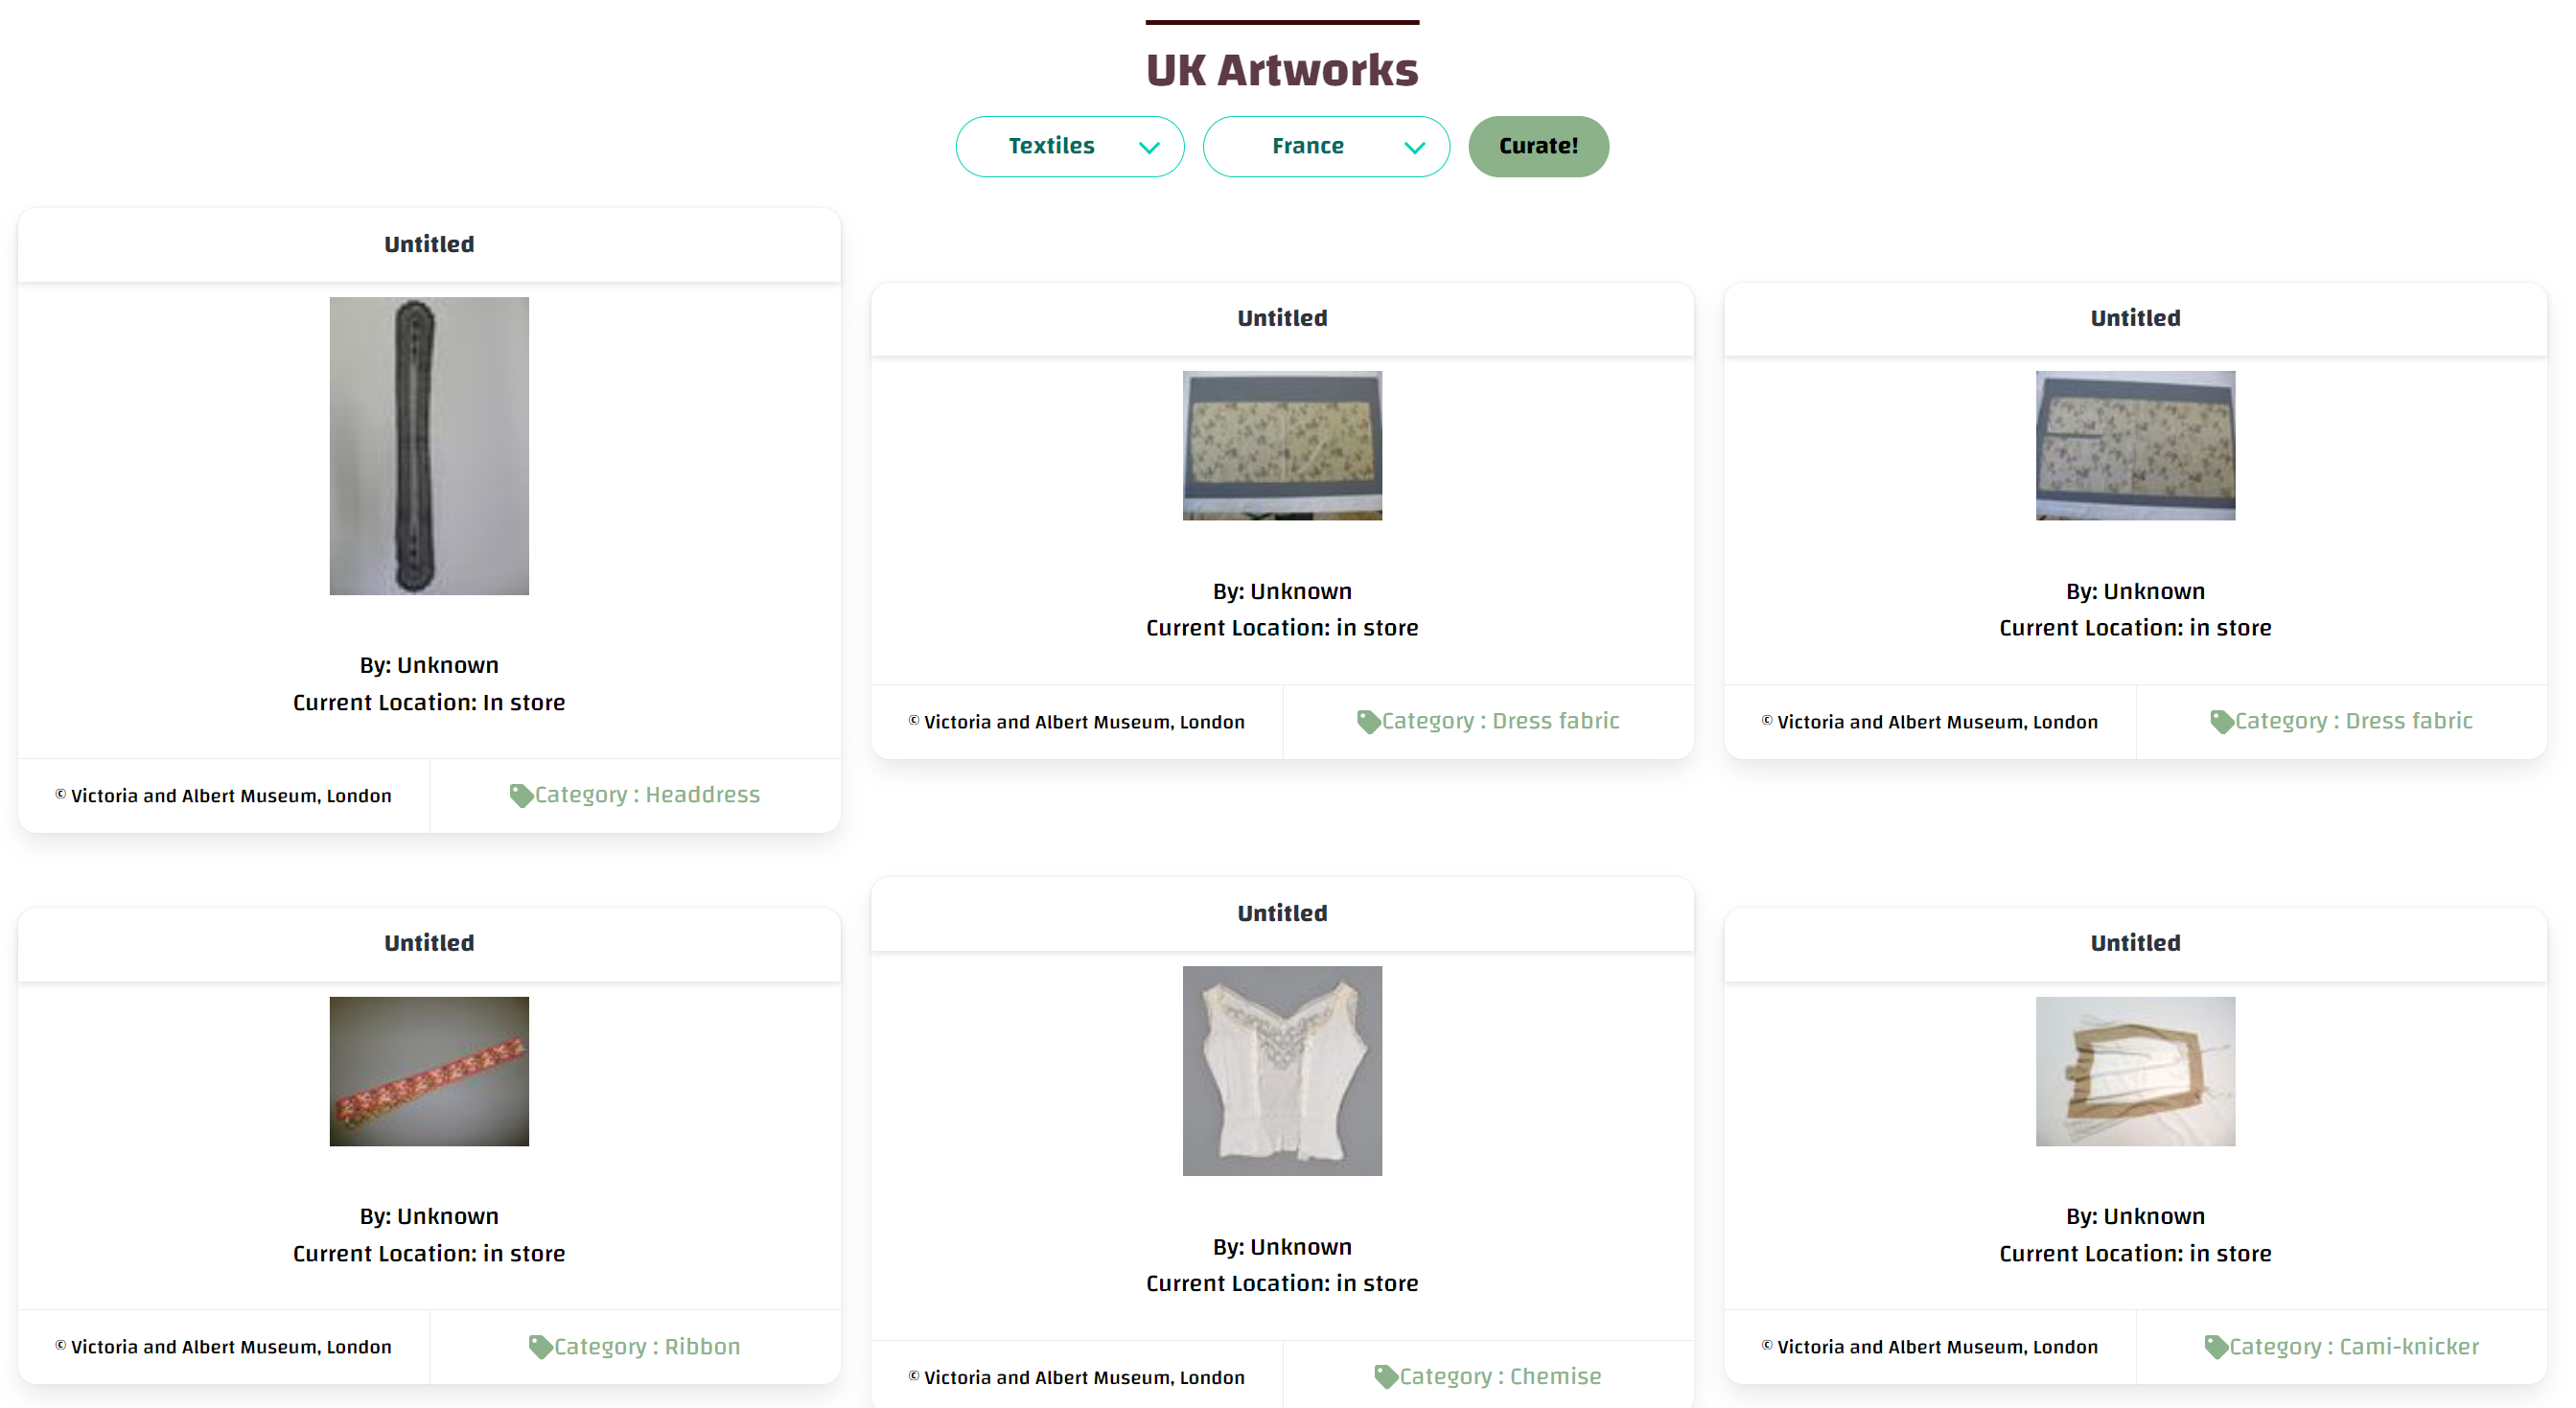 UK Artworks
Textiles
France
Curate!
Untitled
By: Unknown
Current Location: In store
© Victoria and Albert Museum, London
Category : Headdress
Untitled
By: Unknown
Current Location: in store
© Victoria and Albert Museum, London
Category : Dress fabric
Untitled
By: Unknown
Current Location: in store
© Victoria and Albert Museum, London
Category : Dress fabric
Untitled
By: Unknown
Current Location: in store
© Victoria and Albert Museum, London
Category : Ribbon
Untitled
By: Unknown
Current Location: in store
© Victoria and Albert Museum, London
Category : Chemise
Untitled
By: Unknown
Current Location: in store
© Victoria and Albert Museum, London
Category : Cami-knicker